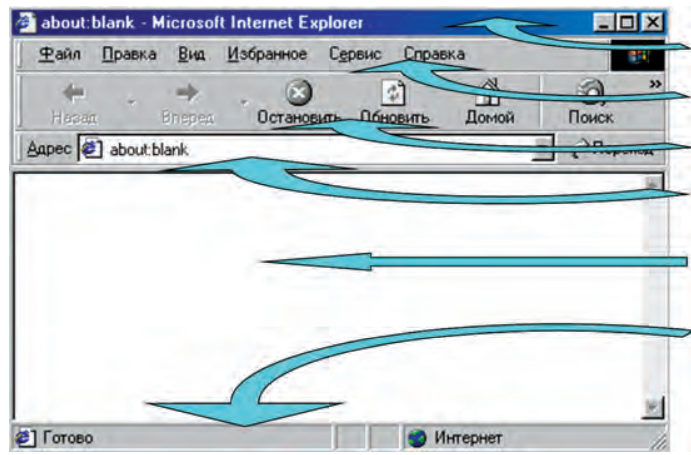 about:blank - Microsoft Internet Explorer
Файл Правка Вид Избранное Сервис Справка
Назад Вперед Остановить Обновить Домой Поиск »
Адрес about:blank Переход
Готово Интернет